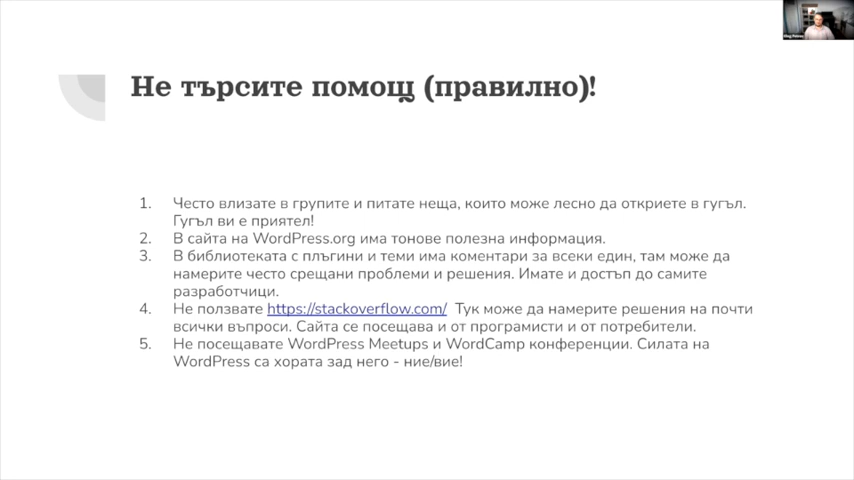 Не търсите помощ (правилно)!
1. Често влизате в групите и питате неща, които може лесно да откриете в гугъл.
Гугъл ви е приятел!
2. В сайта на WordPress.org има тонове полезна информация.
3. В библиотеката с плъгини и теми има коментари за всеки един, там може да
намерите често срещани проблеми и решения. Имате и достъп до самите
разработчици.
4. Не ползвате https://stackoverflow.com/ Тук може да намерите решения на почти
всички въпроси. Сайта се посещава и от програмисти и от потребители.
5. Не посещавате WordPress Meetups и WordCamp конференции. Силата на
WordPress са хората зад него - ние/вие!